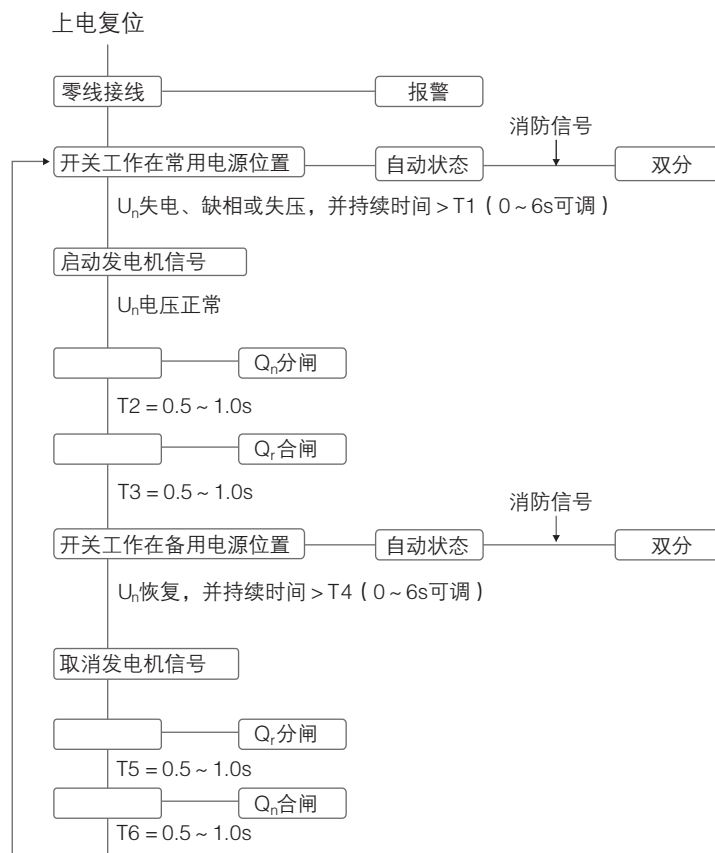 上电复位
零线接线
报警
消防信号
开关工作在常用电源位置
自动状态
双分
Un失电、缺相或失压，并持续时间>T1（0～6s可调）
启动发电机信号
Un电压正常
Qn分闸
T2=0.5～1.0s
Qr合闸
T3=0.5～1.0s
消防信号
开关工作在备用电源位置
自动状态
双分
Un恢复，并持续时间>T4（0～6s可调）
取消发电机信号
Qr分闸
T5=0.5～1.0s
Qn合闸
T6=0.5～1.0s